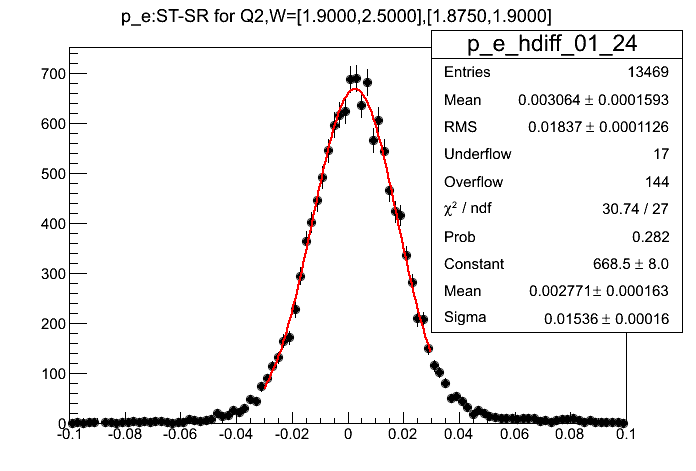 p_e:ST-SR for Q2,W=[1.9000,2.5000],[1.8750,1.9000]
p_e_hdiff_01_24
Entries 13469
Mean 0.003064 ± 0.0001593
RMS 0.01837 ± 0.0001126
Underflow 17
Overflow 144
χ² / ndf 30.74 / 27
Prob 0.282
Constant 668.5 ± 8.0
Mean 0.002771 ± 0.000163
Sigma 0.01536 ± 0.00016
700
600
500
400
300
200
100
0
-0.1 -0.08 -0.06 -0.04 -0.02 0 0.02 0.04 0.06 0.08 0.1